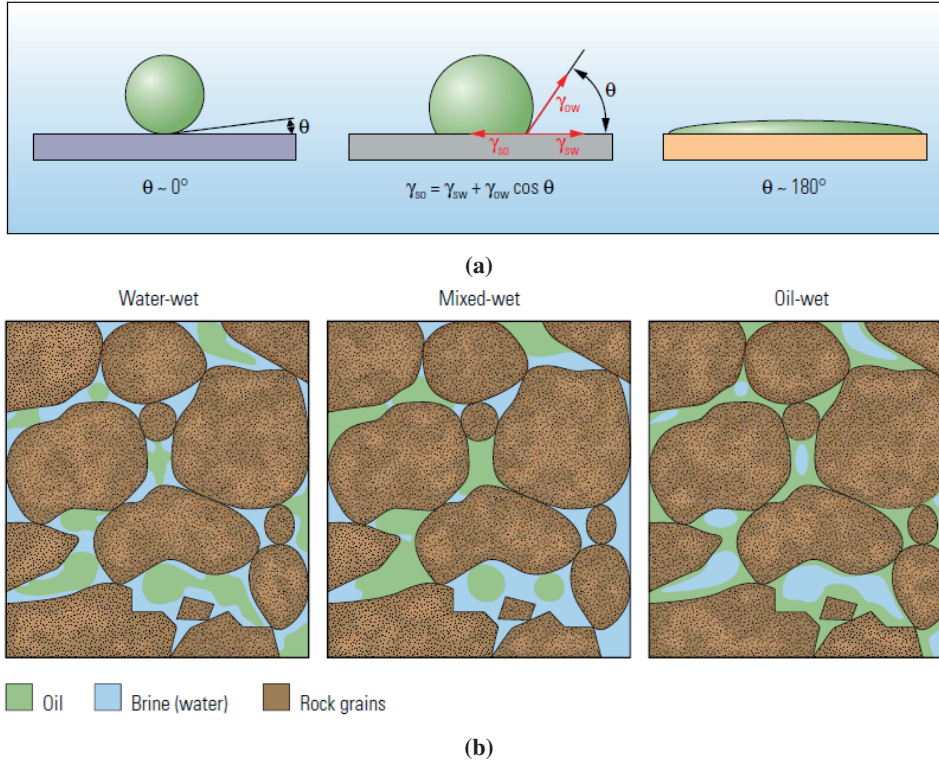 θ
γow
θ
γso
γsw
θ ~ 0°
γso = γsw + γow cos θ
θ ~ 180°
(a)
Water-wet
Mixed-wet
Oil-wet
Oil
Brine (water)
Rock grains
(b)